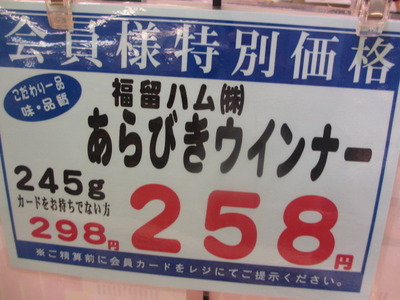 会員様特別価格
こだわり一品
味・品質
福留ハム㈱
あらびきウインナー
245g
カードをお持ちでない方
298円
258円
※ご精算前に会員カードをレジにてご提示ください。